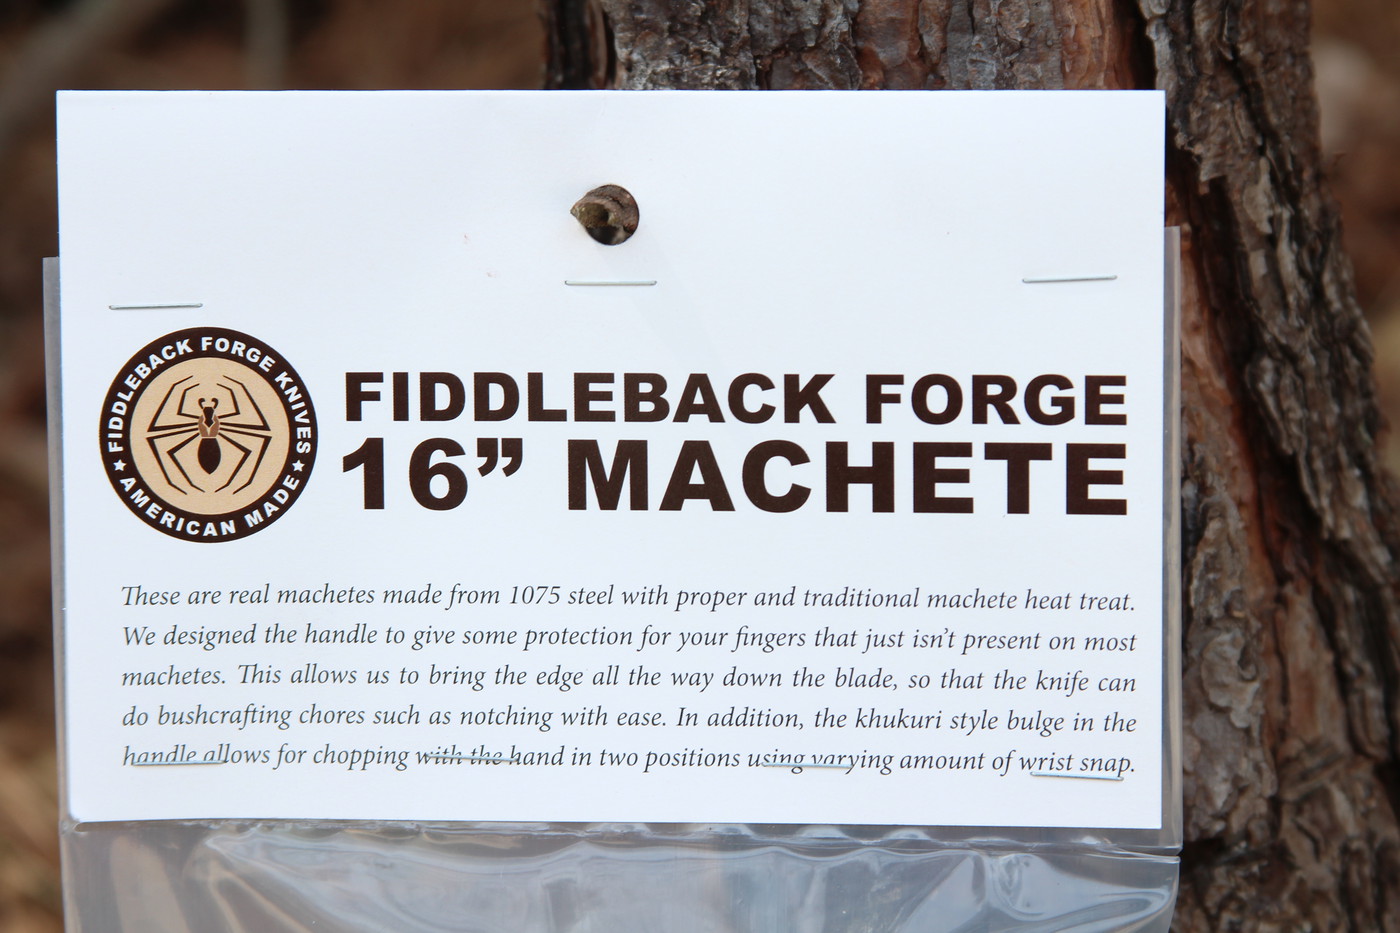 ★ FIDDLEBACK FORGE KNIVES ★
AMERICAN MADE
FIDDLEBACK FORGE
16” MACHETE
These are real machetes made from 1075 steel with proper and traditional machete heat treat.
We designed the handle to give some protection for your fingers that just isn’t present on most
machetes. This allows us to bring the edge all the way down the blade, so that the knife can
do bushcrafting chores such as notching with ease. In addition, the khukuri style bulge in the
handle allows for chopping with the hand in two positions using varying amount of wrist snap.